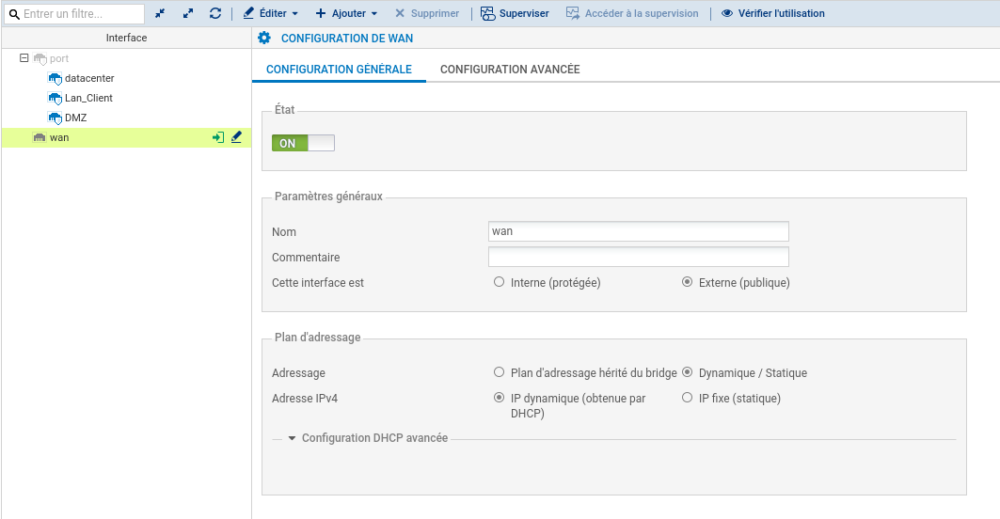 Entrer un filtre...
Éditer
Ajouter
Supprimer
Superviser
Accéder à la supervision
Vérifier l'utilisation
Interface
port
datacenter
Lan_Client
DMZ
wan
CONFIGURATION DE WAN
CONFIGURATION GÉNÉRALE
CONFIGURATION AVANCÉE
État
ON
Paramètres généraux
Nom
wan
Commentaire
Cette interface est
Interne (protégée)
Externe (publique)
Plan d'adressage
Adressage
Plan d'adressage hérité du bridge
Dynamique / Statique
Adresse IPv4
IP dynamique (obtenue par
DHCP)
IP fixe (statique)
Configuration DHCP avancée